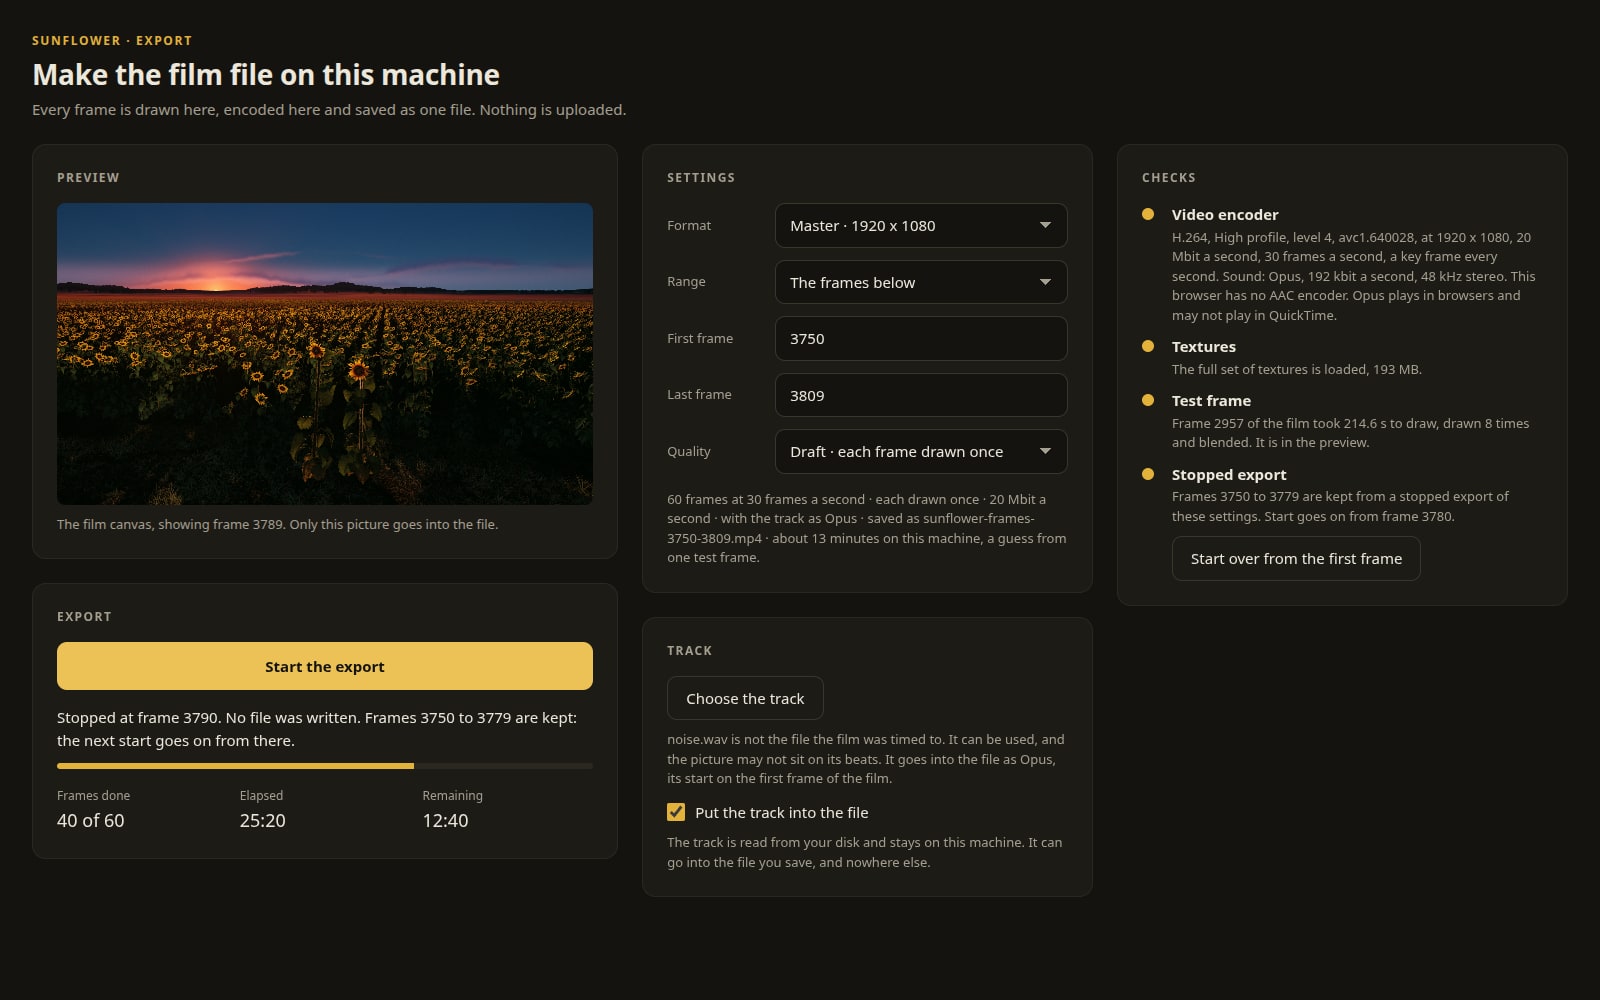 SUNFLOWER · EXPORT
Make the film file on this machine
Every frame is drawn here, encoded here and saved as one file. Nothing is uploaded.
PREVIEW
The film canvas, showing frame 3789. Only this picture goes into the file.
EXPORT
Start the export
Stopped at frame 3790. No file was written. Frames 3750 to 3779 are kept:
the next start goes on from there.
Frames done
Elapsed
Remaining
40 of 60
25:20
12:40
SETTINGS
Format
Master · 1920 x 1080
Range
The frames below
First frame
3750
Last frame
3809
Quality
Draft · each frame drawn once
60 frames at 30 frames a second · each drawn once · 20 Mbit a
second · with the track as Opus · saved as sunflower-frames-
3750-3809.mp4 · about 13 minutes on this machine, a guess from
one test frame.
TRACK
Choose the track
noise.wav is not the file the film was timed to. It can be used, and
the picture may not sit on its beats. It goes into the file as Opus,
its start on the first frame of the film.
Put the track into the file
The track is read from your disk and stays on this machine. It can
go into the file you save, and nowhere else.
CHECKS
Video encoder
H.264, High profile, level 4, avc1.640028, at 1920 x 1080, 20
Mbit a second, 30 frames a second, a key frame every
second. Sound: Opus, 192 kbit a second, 48 kHz stereo. This
browser has no AAC encoder. Opus plays in browsers and
may not play in QuickTime.
Textures
The full set of textures is loaded, 193 MB.
Test frame
Frame 2957 of the film took 214.6 s to draw, drawn 8 times
and blended. It is in the preview.
Stopped export
Frames 3750 to 3779 are kept from a stopped export of
these settings. Start goes on from frame 3780.
Start over from the first frame